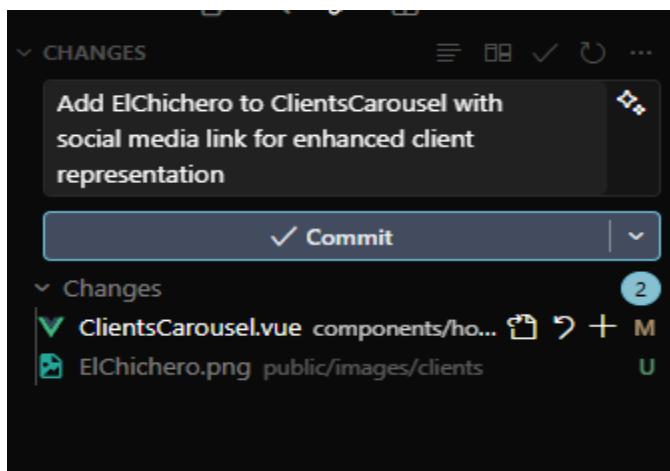 CHANGES
Add ElChichero to ClientsCarousel with
social media link for enhanced client
representation
Commit
Changes
2
ClientsCarousel.vue components/ho... M
ElChichero.png public/images/clients U